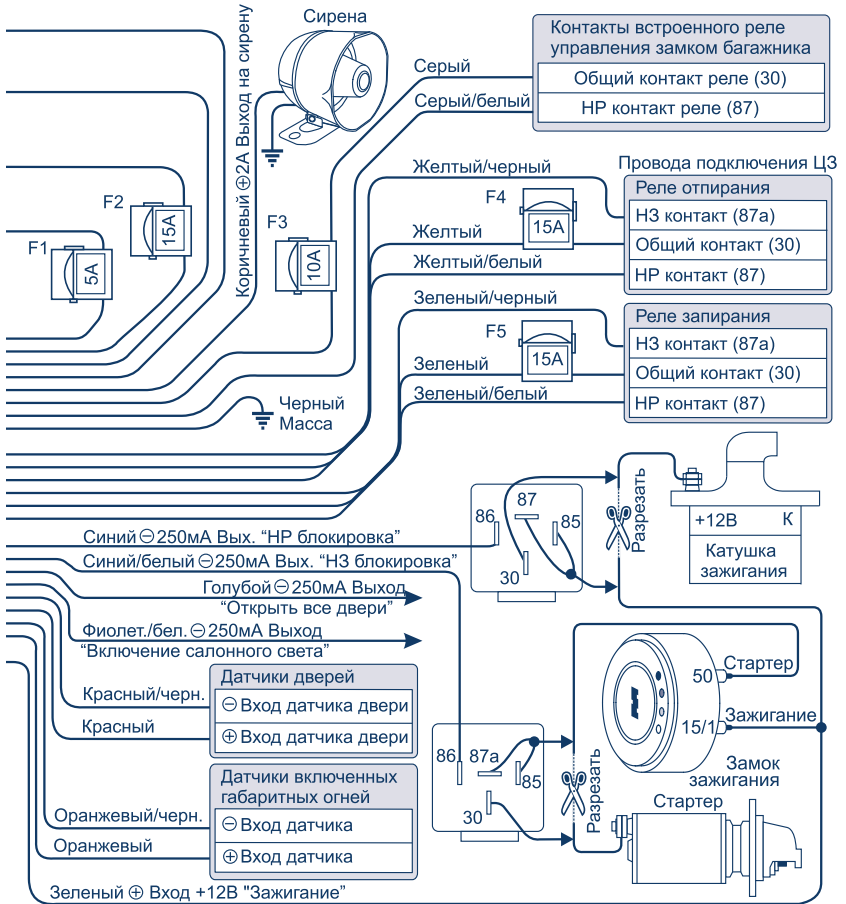 Сирена
Коричневый ⊕2А Выход на сирену
Контакты встроенного реле
управления замком багажника
Общий контакт реле (30)
НР контакт реле (87)
Серый
Серый/белый
Провода подключения ЦЗ
Реле отпирания
НЗ контакт (87а)
Общий контакт (30)
НР контакт (87)
Желтый/черный
F4
15А
Желтый
Желтый/белый
F1
5А
F2
15А
F3
10А
Зеленый/черный
F5
15А
Зеленый
Зеленый/белый
Реле запирания
НЗ контакт (87а)
Общий контакт (30)
НР контакт (87)
Черный
Масса
86
87
85
30
Разрезать
+12В К
Катушка
зажигания
Синий ⊖250мА Вых. “НР блокировка”
Синий/белый ⊖250мА Вых. “НЗ блокировка”
Голубой ⊖250мА Выход
“Открыть все двери”
Фиолет./бел. ⊖250мА Выход
“Включение салонного света”
Красный/черн.
Красный
Датчики дверей
⊖Вход датчика двери
⊕Вход датчика двери
Датчики включенных
габаритных огней
⊖Вход датчика
⊕Вход датчика
Оранжевый/черн.
Оранжевый
86
87а
85
30
Разрезать
50
Стартер
15/1
Зажигание
Замок
зажигания
Стартер
Зеленый ⊕ Вход +12В "Зажигание”